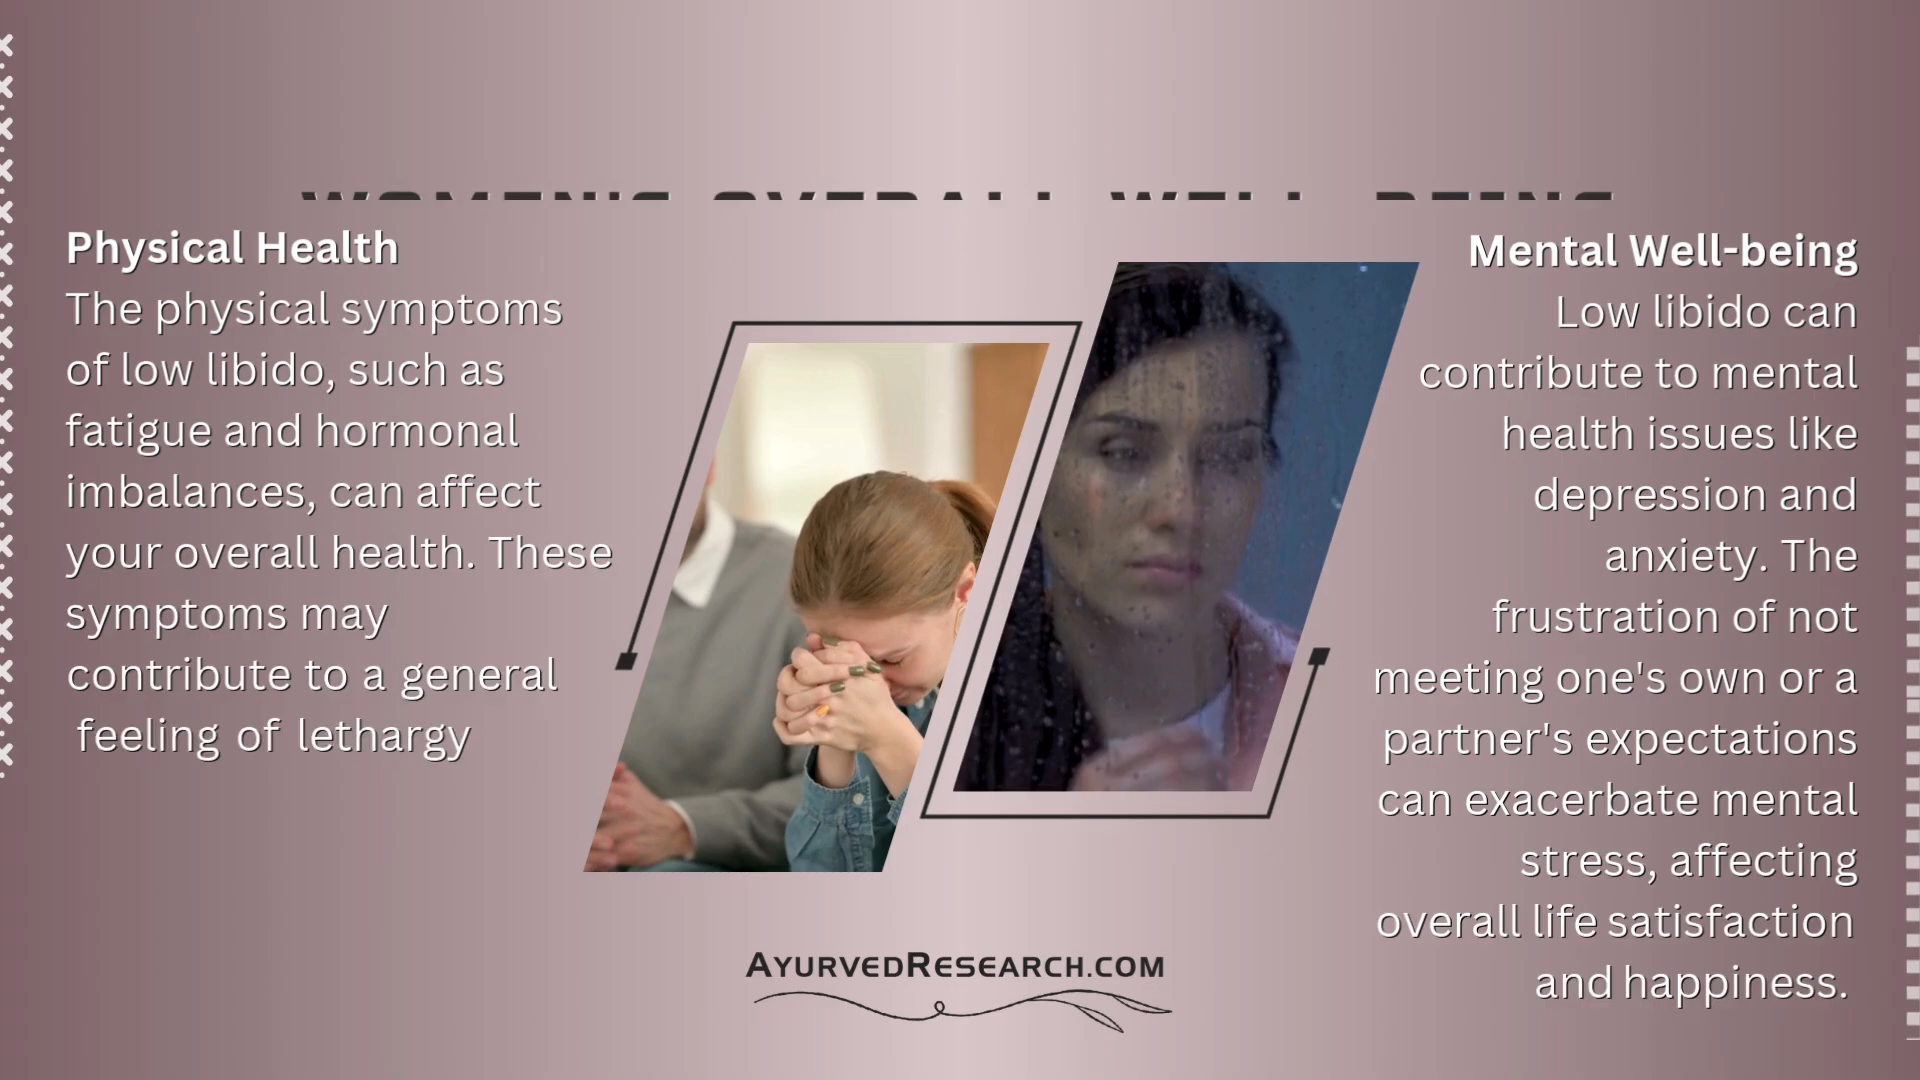 Physical Health
The physical symptoms
of low libido, such as
fatigue and hormonal
imbalances, can affect
your overall health. These
symptoms may
contribute to a general
feeling of lethargy
Mental Well-being
Low libido can
contribute to mental
health issues like
depression and
anxiety. The
frustration of not
meeting one's own or a
partner's expectations
can exacerbate mental
stress, affecting
overall life satisfaction
and happiness.
AYURVEDRESEARCH.COM